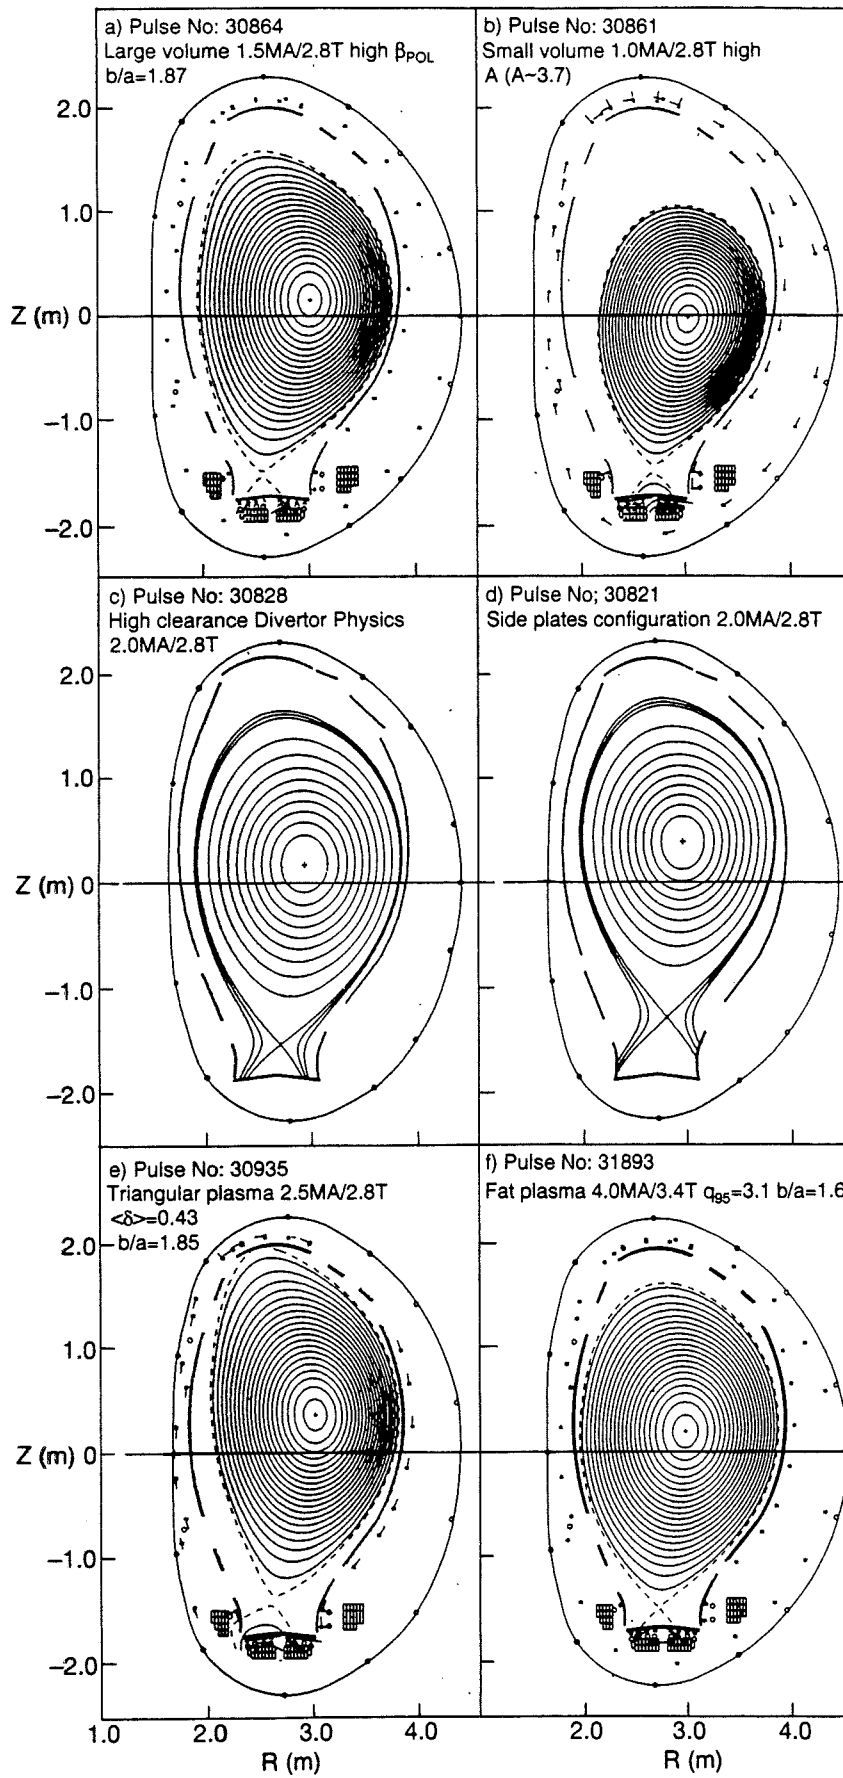 a) Pulse No: 30864
Large volume 1.5MA/2.8T high βPOL
b/a=1.87
b) Pulse No: 30861
Small volume 1.0MA/2.8T high
A (A~3.7)
2.0
1.0
Z (m) 0
−1.0
−2.0
c) Pulse No: 30828
High clearance Divertor Physics
2.0MA/2.8T
d) Pulse No; 30821
Side plates configuration 2.0MA/2.8T
2.0
1.0
Z (m) 0
−1.0
−2.0
e) Pulse No: 30935
Triangular plasma 2.5MA/2.8T
<δ>=0.43
b/a=1.85
f) Pulse No: 31893
Fat plasma 4.0MA/3.4T q95=3.1 b/a=1.6
2.0
1.0
Z (m) 0
−1.0
−2.0
1.0 2.0 3.0 4.0 2.0 3.0 4.0
R (m) R (m)